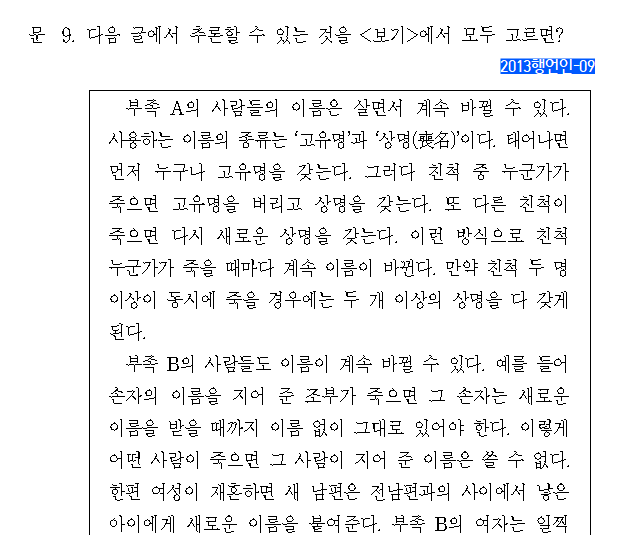 문 9. 다음 글에서 추론할 수 있는 것을 <보기>에서 모두 고르면?
2013행언인-09
부족 A의 사람들의 이름은 살면서 계속 바뀔 수 있다.
사용하는 이름의 종류는 ‘고유명’과 ‘상명(喪名)’이다. 태어나면
먼저 누구나 고유명을 갖는다. 그러다 친척 중 누군가가
죽으면 고유명을 버리고 상명을 갖는다. 또 다른 친척이
죽으면 다시 새로운 상명을 갖는다. 이런 방식으로 친척
누군가가 죽을 때마다 계속 이름이 바뀐다. 만약 친척 두 명
이상이 동시에 죽을 경우에는 두 개 이상의 상명을 다 갖게
된다.
부족 B의 사람들도 이름이 계속 바뀔 수 있다. 예를 들어
손자의 이름을 지어 준 조부가 죽으면 그 손자는 새로운
이름을 받을 때까지 이름 없이 그대로 있어야 한다. 이렇게
어떤 사람이 죽으면 그 사람이 지어 준 이름은 쓸 수 없다.
한편 여성이 재혼하면 새 남편은 전남편과의 사이에서 낳은
아이에게 새로운 이름을 붙여준다. 부족 B의 여자는 일찍